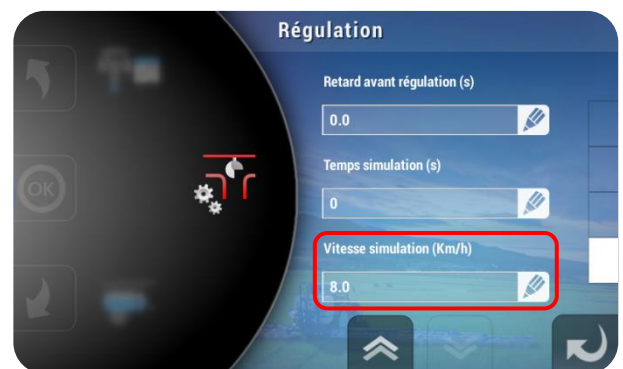 Régulation
Retard avant régulation (s)
0.0
Temps simulation (s)
0
OK
Vitesse simulation (Km/h)
8.0